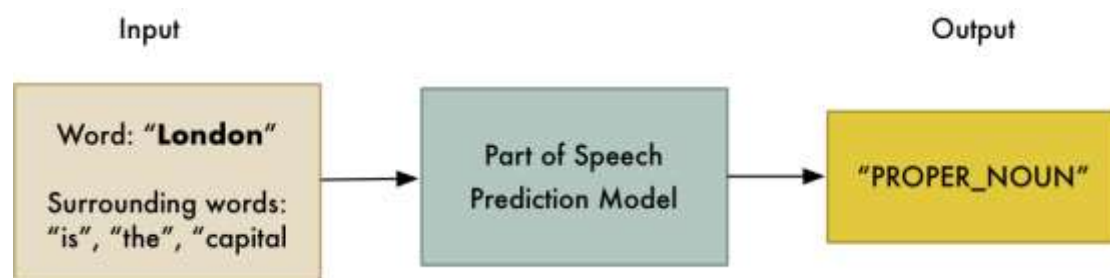 Input
Output
Word: “London”
Surrounding words:
“is”, “the”, “capital
Part of Speech
Prediction Model
“PROPER_NOUN”